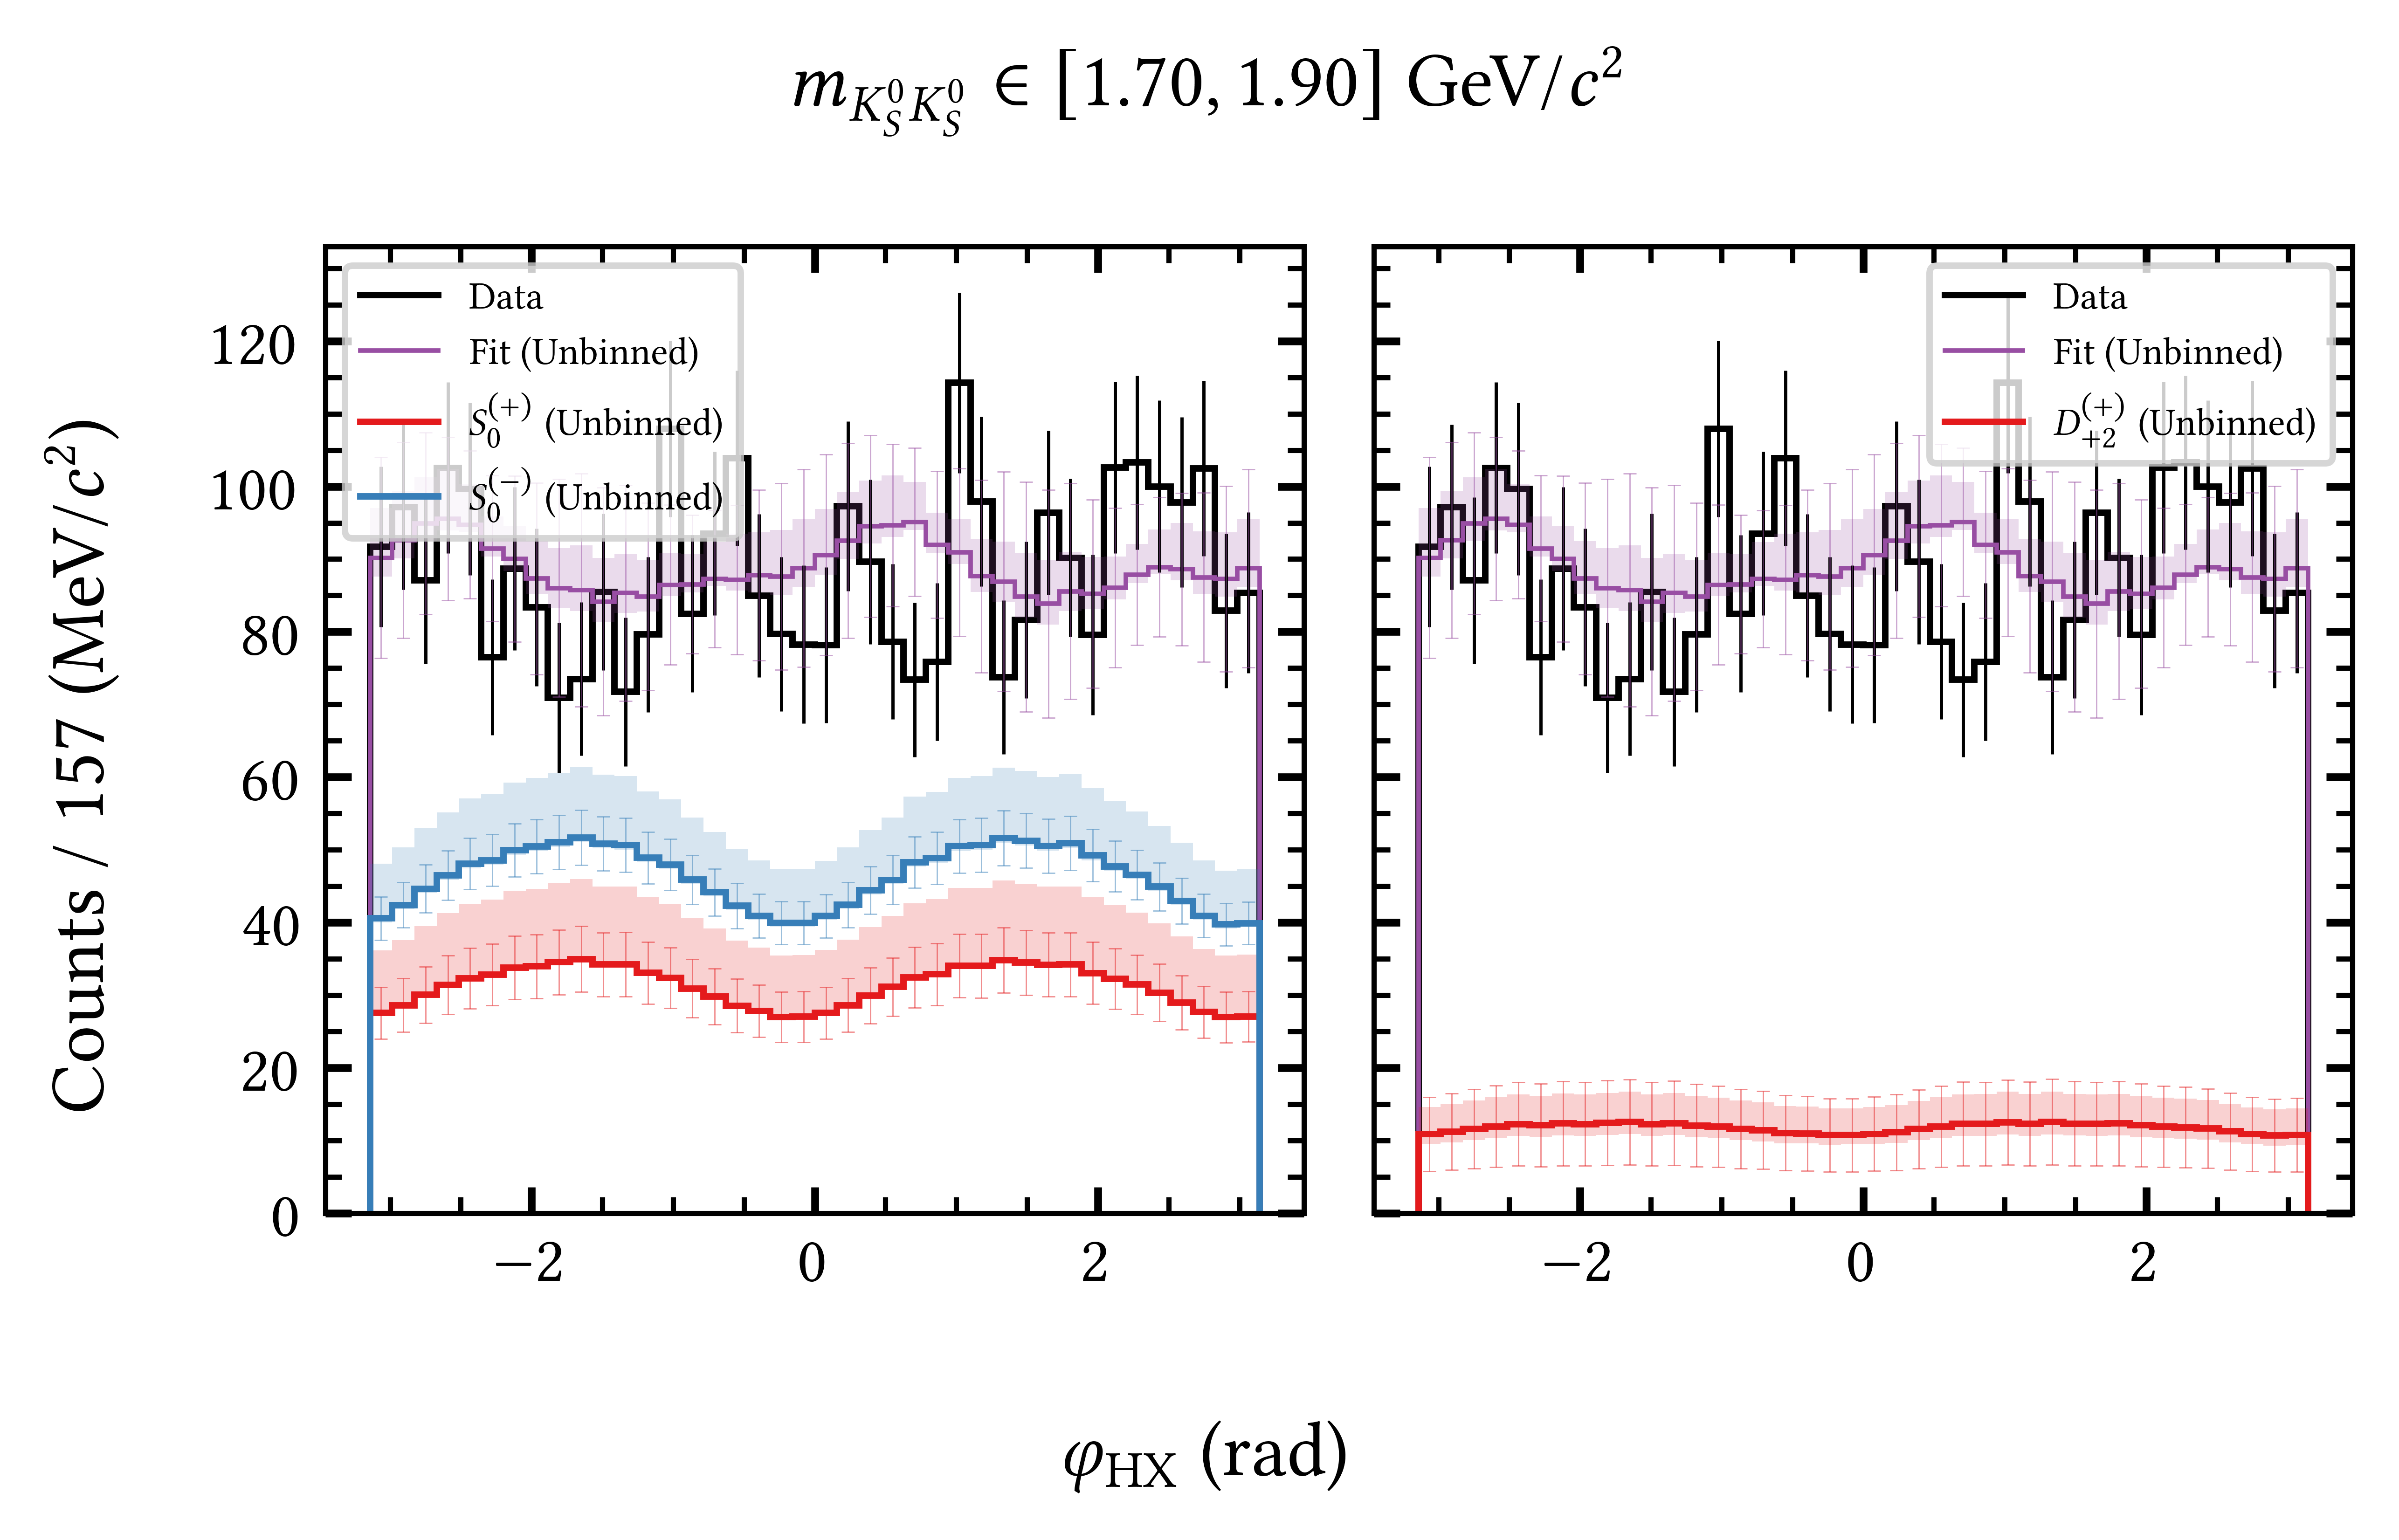 m_{K_S^0 K_S^0} ∈ [1.70, 1.90] GeV/c²
Counts / 157 (MeV/c²)
120
100
80
60
40
20
0
Data
Fit (Unbinned)
S_0^{(+)} (Unbinned)
S_0^{(−)} (Unbinned)
−2
0
2
Data
Fit (Unbinned)
D_{+2}^{(+)} (Unbinned)
−2
0
2
φ_{HX} (rad)